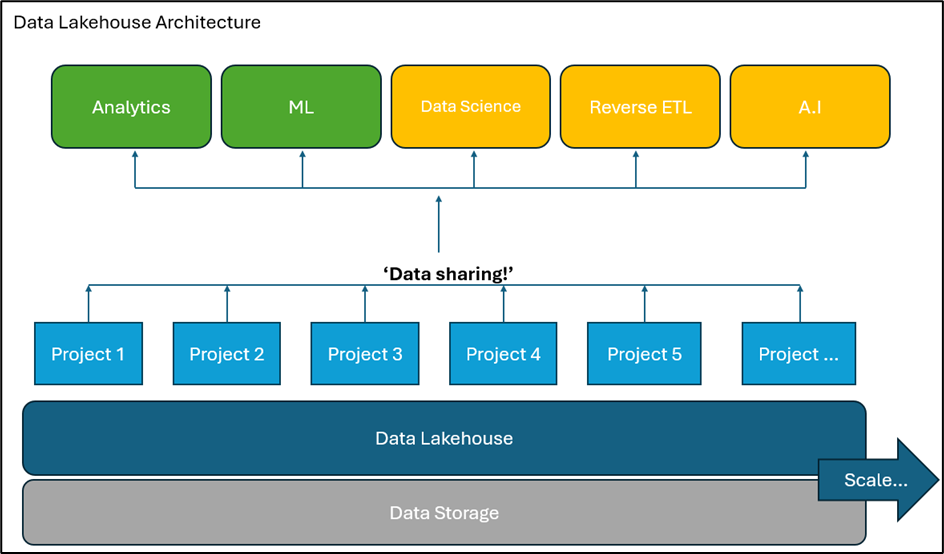 Data Lakehouse Architecture
Analytics
ML
Data Science
Reverse ETL
A.I
‘Data sharing!’
Project 1
Project 2
Project 3
Project 4
Project 5
Project ...
Data Lakehouse
Scale...
Data Storage